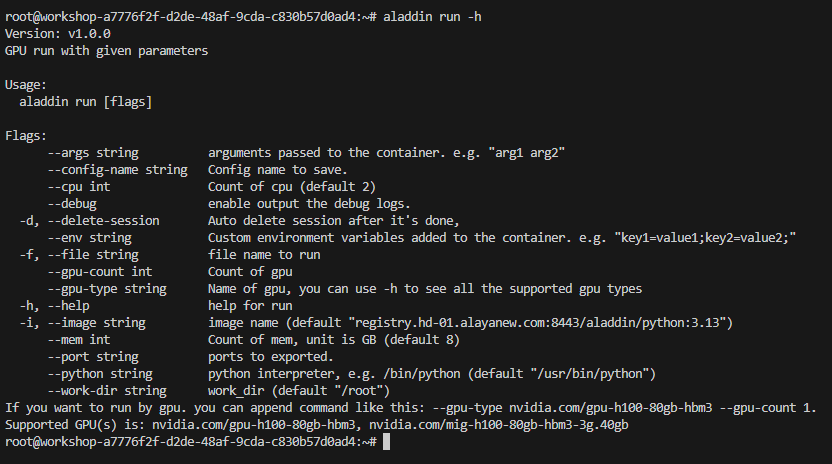 root@workshop-a7776f2f-d2de-48af-9cda-c830b57d0ad4:~# aladdin run -h
Version: v1.0.0
GPU run with given parameters

Usage:
  aladdin run [flags]

Flags:
      --args string          arguments passed to the container. e.g. "arg1 arg2"
      --config-name string   Config name to save.
      --cpu int              Count of cpu (default 2)
      --debug                enable output the debug logs.
  -d, --delete-session       Auto delete session after it's done,
      --env string           Custom environment variables added to the container. e.g. "key1=value1;key2=value2;"
  -f, --file string          file name to run
      --gpu-count int        Count of gpu
      --gpu-type string      Name of gpu, you can use -h to see all the supported gpu types
  -h, --help                 help for run
  -i, --image string         image name (default "registry.hd-01.alayanew.com:8443/aladdin/python:3.13")
      --mem int              Count of mem, unit is GB (default 8)
      --port string          ports to exported.
      --python string        python interpreter, e.g. /bin/python (default "/usr/bin/python")
      --work-dir string      work_dir (default "/root")
If you want to run by gpu. you can append command like this: --gpu-type nvidia.com/gpu-h100-80gb-hbm3 --gpu-count 1.
Supported GPU(s) is: nvidia.com/gpu-h100-80gb-hbm3, nvidia.com/mig-h100-80gb-hbm3-3g.40gb
root@workshop-a7776f2f-d2de-48af-9cda-c830b57d0ad4:~#